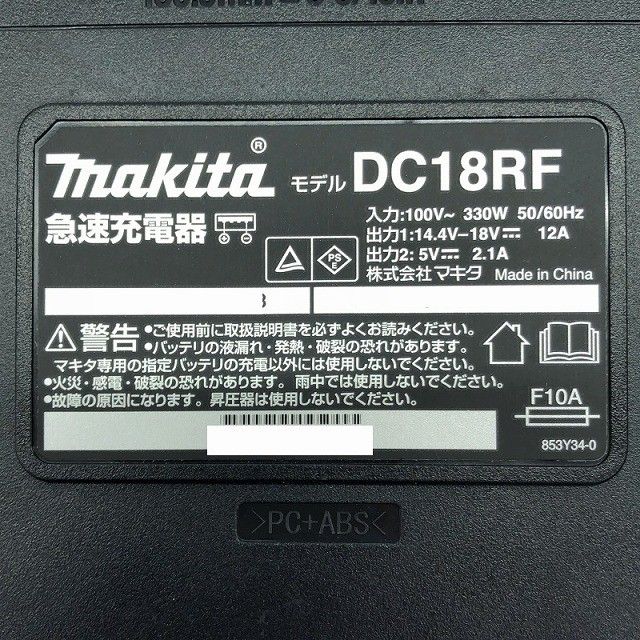 makita® モデル DC18RF
急速充電器
入力:100V~ 330W 50/60Hz
出力1:14.4V-18V⎓ 12A
出力2: 5V⎓ 2.1A
株式会社マキタ Made in China
PS
E
⚠警告 •ご使用前に取扱説明書を必ずよくお読みください。
•バッテリの液漏れ・発熱・破裂の恐れがあります。
マキタ専用の指定バッテリの充電以外には使用しないでください。
•火災・感電・破裂の恐れがあります。雨中では使用しないでください。
•故障の原因になります。昇圧器は使用しないでください。
F10A
853Y34-0
>PC+ABS<